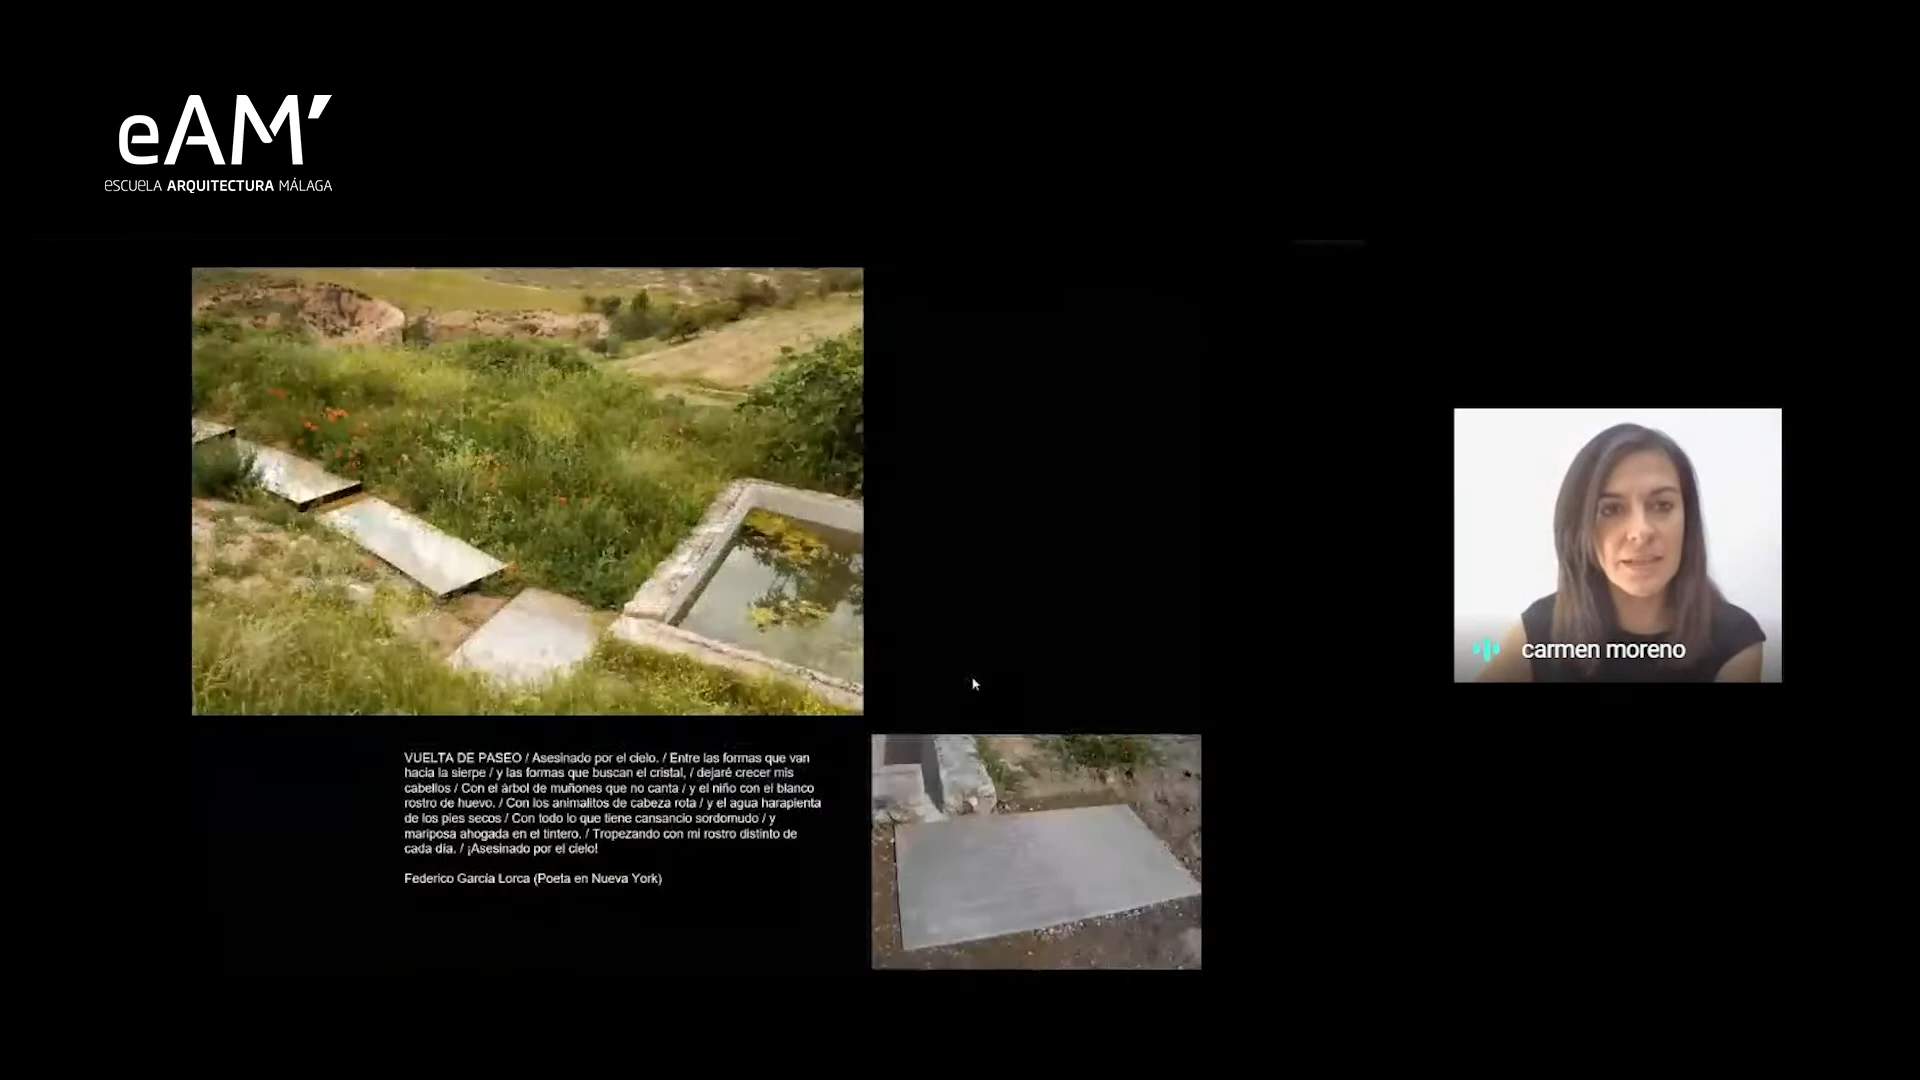 eAM'
escuela ARQUITECTURA MÁLAGA
VUELTA DE PASEO / Asesinado por el cielo. / Entre las formas que van
hacia la sierpe / y las formas que buscan el cristal, / dejaré crecer mis
cabellos / Con el árbol de muñones que no canta / y el niño con el blanco
rostro de huevo. / Con los animalitos de cabeza rota / y el agua harapienta
de los pies secos / Con todo lo que tiene cansancio sordomudo / y
mariposa ahogada en el tintero. / Tropezando con mi rostro distinto de
cada día. / ¡Asesinado por el cielo!
Federico García Lorca (Poeta en Nueva York)
carmen moreno